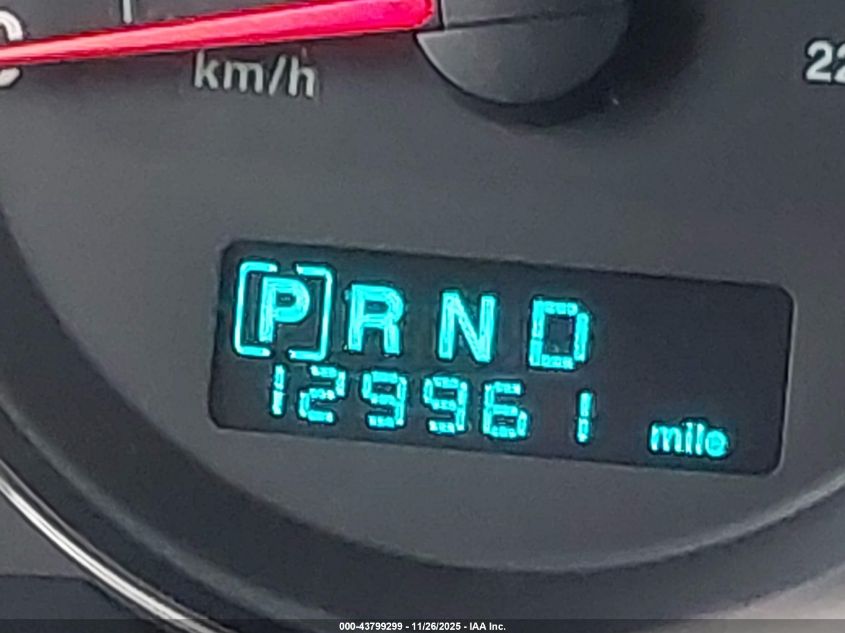 km/h
22
[P] R N D
129961 mile
000-43799299 - 11/26/2025 - IAA Inc.